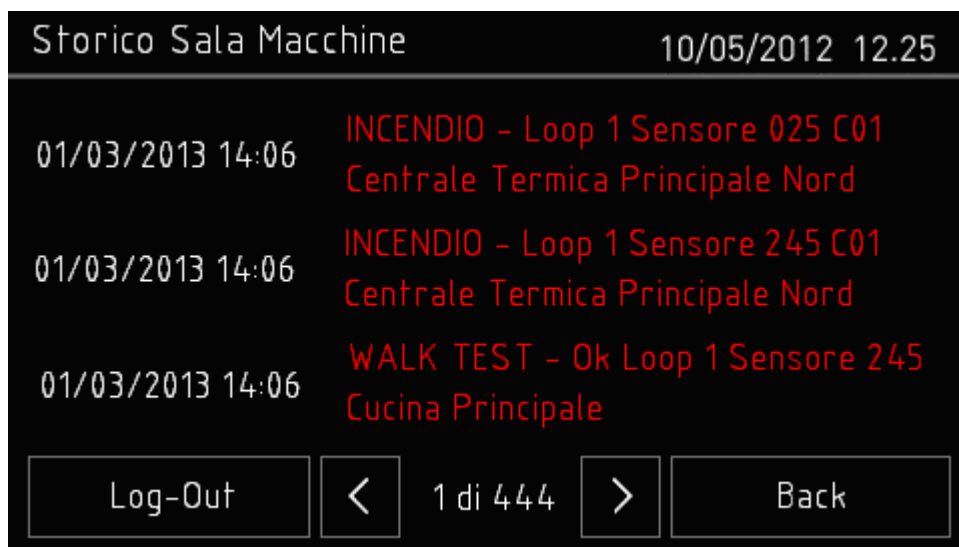 Storico Sala Macchine 10/05/2012 12.25
01/03/2013 14:06 INCENDIO - Loop 1 Sensore 025 C01
Centrale Termica Principale Nord
01/03/2013 14:06 INCENDIO - Loop 1 Sensore 245 C01
Centrale Termica Principale Nord
01/03/2013 14:06 WALK TEST - Ok Loop 1 Sensore 245
Cucina Principale
Log-Out < 1 di 444 > Back